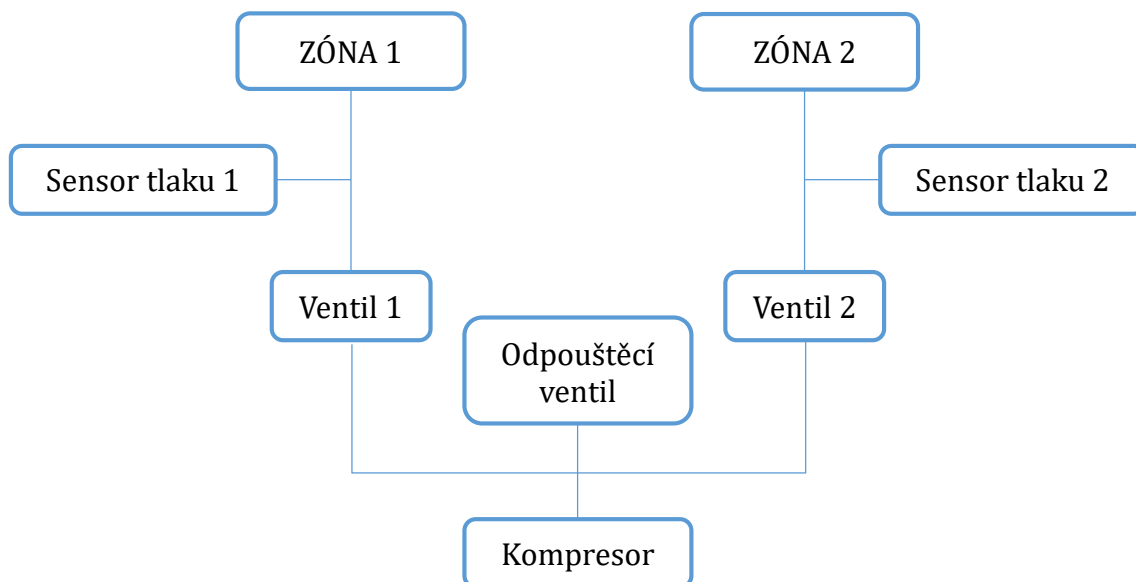 ZÓNA 1
ZÓNA 2
Sensor tlaku 1
Sensor tlaku 2
Ventil 1
Ventil 2
Odpouštěcí
ventil
Kompresor